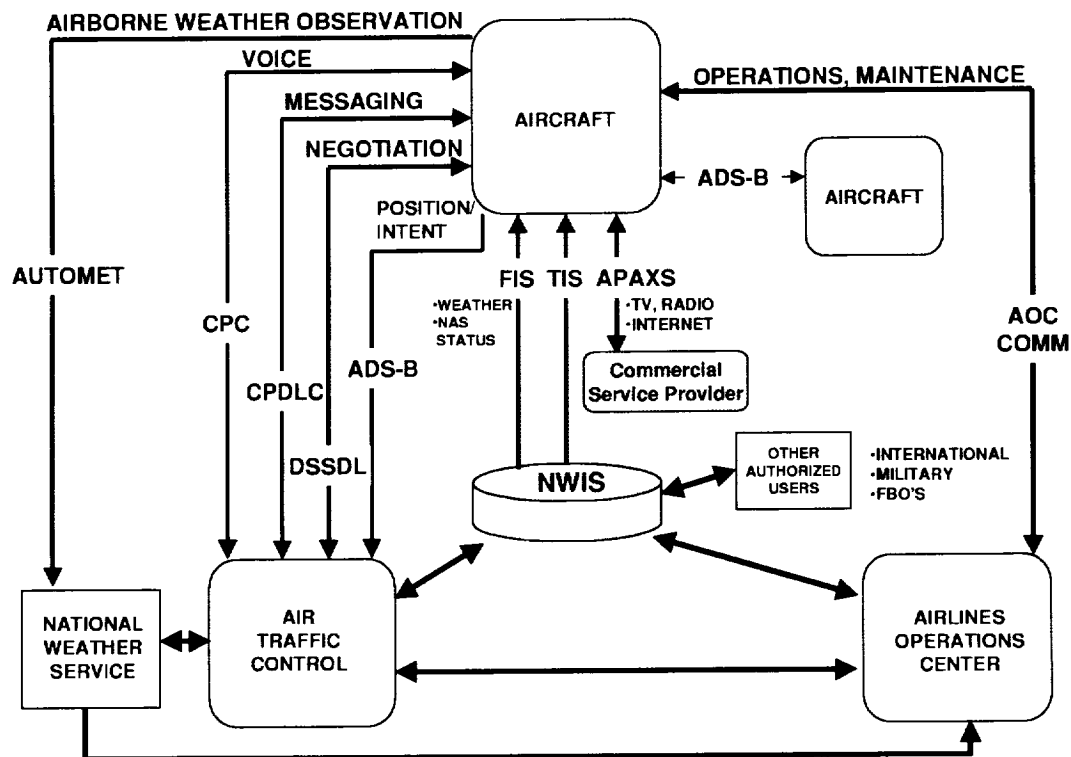 AIRBORNE WEATHER OBSERVATION
VOICE
MESSAGING
NEGOTIATION
POSITION/
INTENT
AIRCRAFT
OPERATIONS, MAINTENANCE
ADS-B
AIRCRAFT
AUTOMET
CPC
CPDLC
DSSDL
ADS-B
FIS
•WEATHER
•NAS
STATUS
TIS
APAXS
•TV, RADIO
•INTERNET
Commercial
Service Provider
AOC
COMM
NWIS
OTHER
AUTHORIZED
USERS
•INTERNATIONAL
•MILITARY
•FBO'S
NATIONAL
WEATHER
SERVICE
AIR
TRAFFIC
CONTROL
AIRLINES
OPERATIONS
CENTER